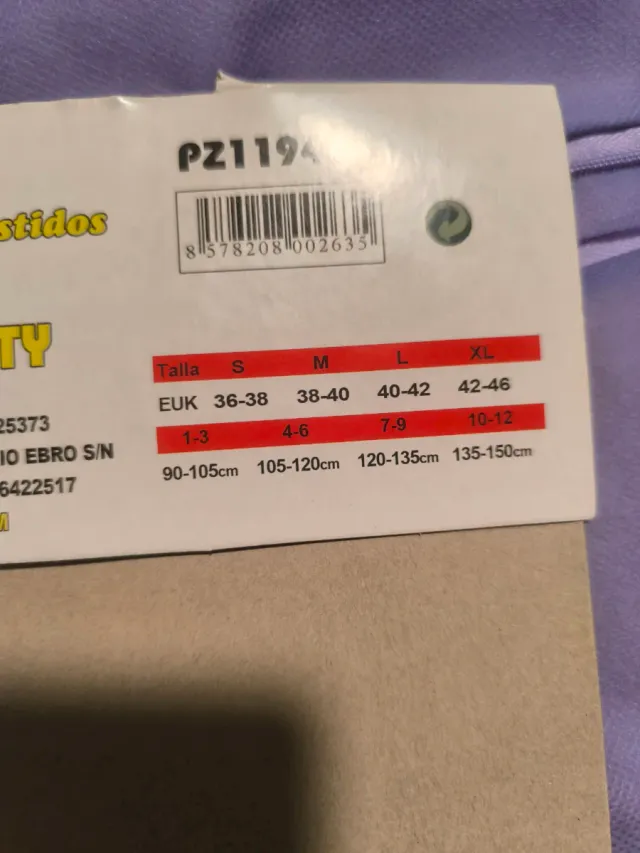 PZ1194
stidos
8 578208 002635
TY
Talla S M L XL
EUK 36-38 38-40 40-42 42-46
1-3 4-6 7-9 10-12
90-105cm 105-120cm 120-135cm 135-150cm
25373
IO EBRO S/N
6422517
M